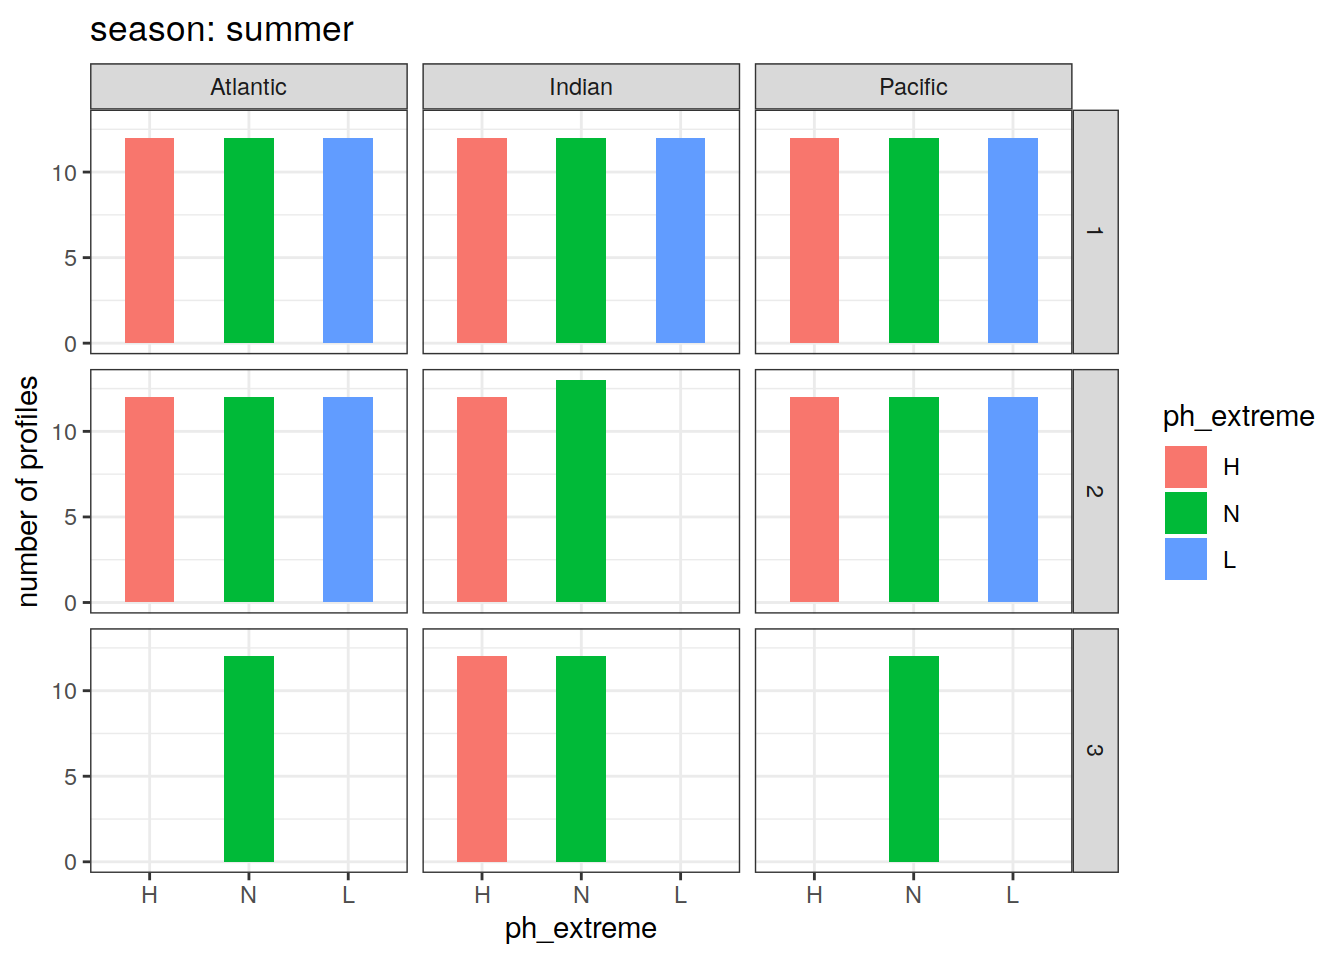 season: summer
Atlantic
Indian
Pacific
10
5
0
1
number of profiles
10
5
0
2
10
5
0
3
H
N
L
H
N
L
H
N
L
ph_extreme
ph_extreme
H
N
L